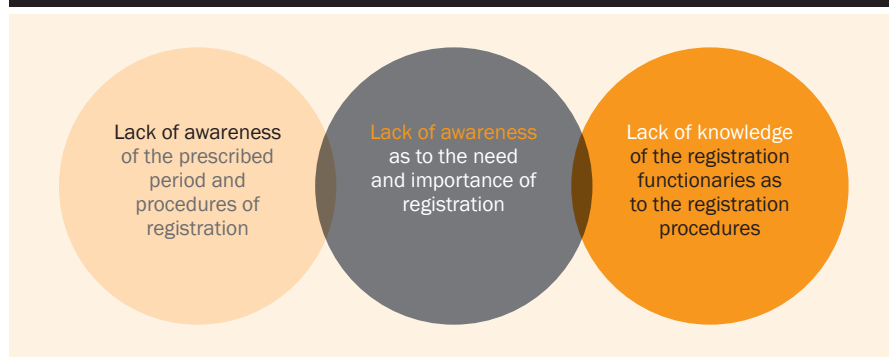 Lack of awareness
of the prescribed
period and
procedures of
registration
Lack of awareness
as to the need
and importance of
registration
Lack of knowledge
of the registration
functionaries as
to the registration
procedures